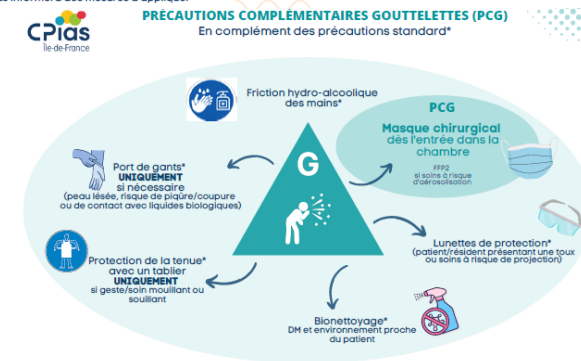 PRÉCAUTIONS COMPLÉMENTAIRES GOUTTELETTES (PCG)
En complément des précautions standard*
CPias
Île-de-France
Friction hydro-alcoolique
des mains*
PCG
Masque chirurgical
dès l'entrée dans la
chambre
FFP2
si soins à risque
d'aérosolisation
G
Port de gants*
UNIQUEMENT
si nécessaire
(peau lésée, risque de piqûre/coupure
ou de contact avec liquides biologiques)
Lunettes de protection*
(patient/résident présentant une toux
ou soins à risque de projection)
Protection de la tenue*
avec un tablier
UNIQUEMENT
si geste/soin mouillant ou
souillant
Bionettoyage*
DM et environnement proche
du patient